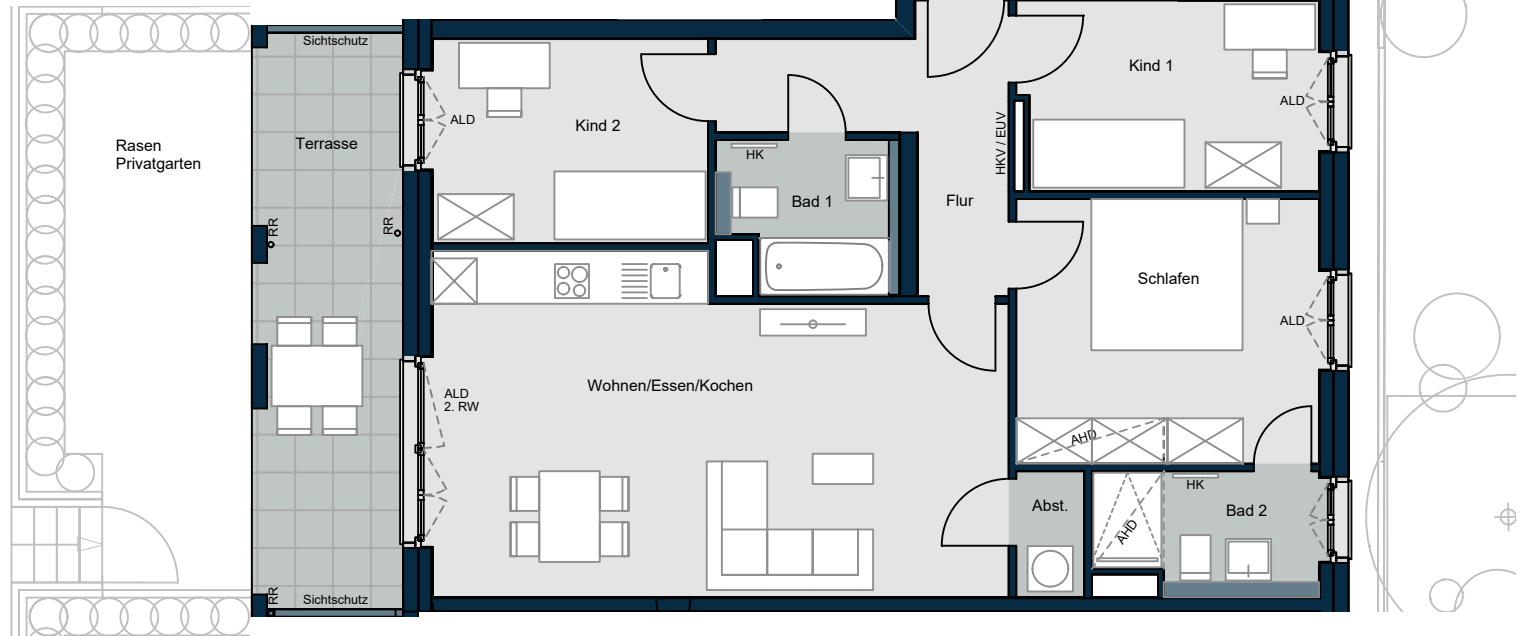 Sichtschutz
Rasen
Privatgarten
Terrasse
RR
RR
RR
Sichtschutz
ALD
Kind 2
HK
Bad 1
Flur
HKV / EUV
Kind 1
ALD
Schlafen
ALD
ALD
2. RW
Wohnen/Essen/Kochen
AHD
Abst.
AHD
HK
Bad 2